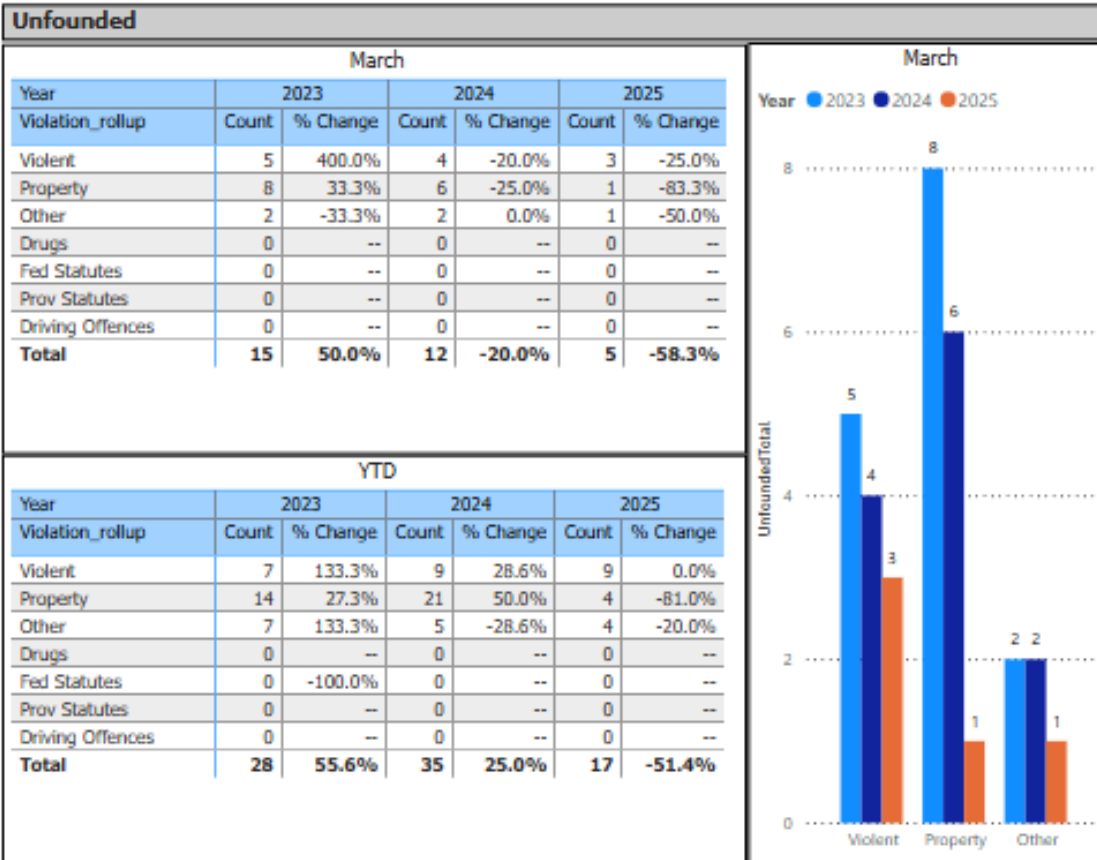 Unfounded
March
Year 2023 2024 2025
Violation_rollup Count % Change Count % Change Count % Change
Violent 5 400.0% 4 -20.0% 3 -25.0%
Property 8 33.3% 6 -25.0% 1 -83.3%
Other 2 -33.3% 2 0.0% 1 -50.0%
Drugs 0 -- 0 -- 0 --
Fed Statutes 0 -- 0 -- 0 --
Prov Statutes 0 -- 0 -- 0 --
Driving Offences 0 -- 0 -- 0 --
Total 15 50.0% 12 -20.0% 5 -58.3%
YTD
Year 2023 2024 2025
Violation_rollup Count % Change Count % Change Count % Change
Violent 7 133.3% 9 28.6% 9 0.0%
Property 14 27.3% 21 50.0% 4 -81.0%
Other 7 133.3% 5 -28.6% 4 -20.0%
Drugs 0 -- 0 -- 0 --
Fed Statutes 0 -100.0% 0 -- 0 --
Prov Statutes 0 -- 0 -- 0 --
Driving Offences 0 -- 0 -- 0 --
Total 28 55.6% 35 25.0% 17 -51.4%
March
Year 2023 2024 2025
8
8
6
6
5
UnfoundedTotal
4
4
3
2 2
2
1 1
0
Violent Property Other